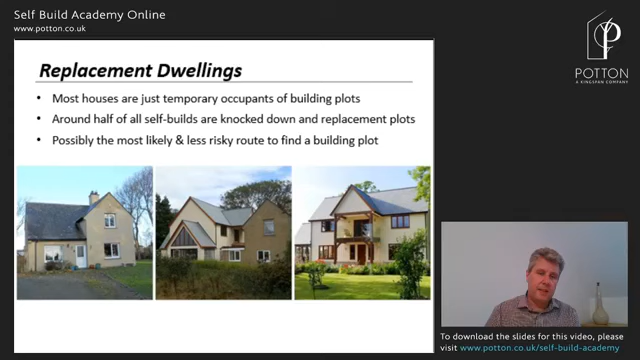 Self Build Academy Online
www.potton.co.uk
POTTON
A KINGSPAN COMPANY
Replacement Dwellings
• Most houses are just temporary occupants of building plots
• Around half of all self-builds are knocked down and replacement plots
• Possibly the most likely & less risky route to find a building plot
To download the slides for this video, please
visit www.potton.co.uk/self-build-academy